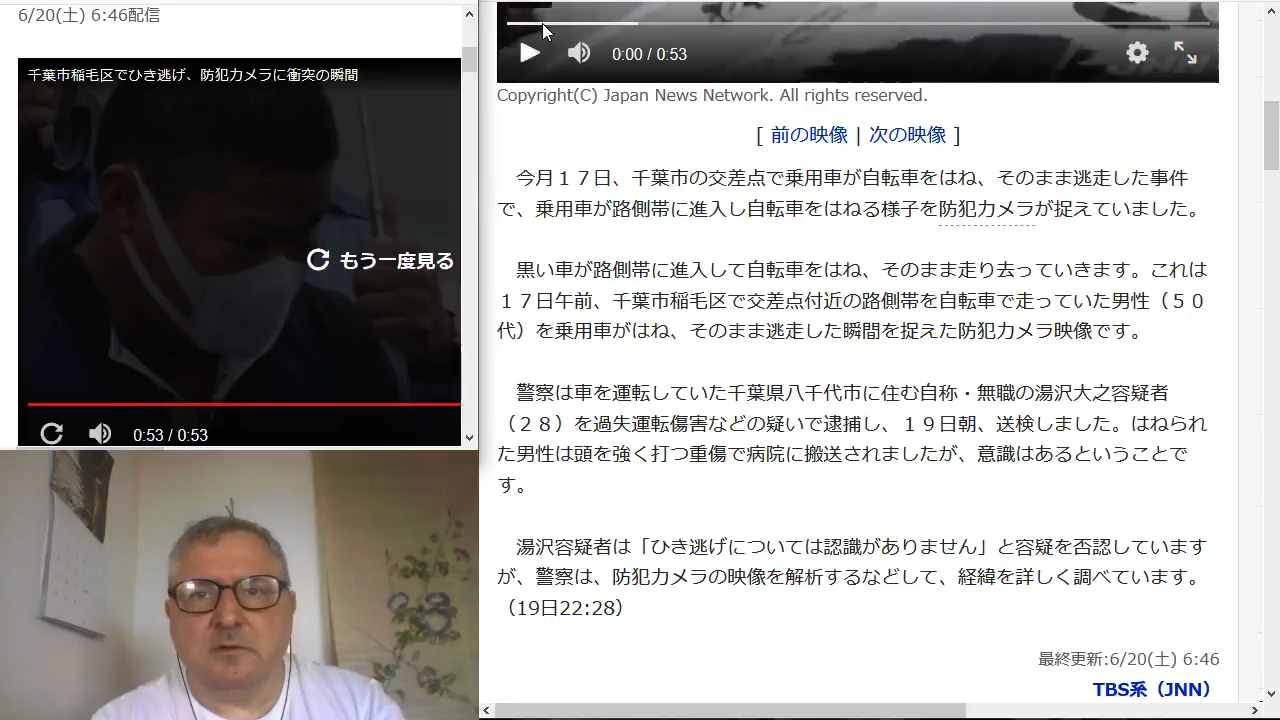 6/20(土) 6:46配信
千葉市稲毛区でひき逃げ、防犯カメラに衝突の瞬間
もう一度見る
0:53 / 0:53
0:00 / 0:53
Copyright(C) Japan News Network. All rights reserved.
[ 前の映像 | 次の映像 ]
今月１７日、千葉市の交差点で乗用車が自転車をはね、そのまま逃走した事件
で、乗用車が路側帯に進入し自転車をはねる様子を防犯カメラが捉えていました。
黒い車が路側帯に進入して自転車をはね、そのまま走り去っていきます。これは
１７日午前、千葉市稲毛区で交差点付近の路側帯を自転車で走っていた男性（５０
代）を乗用車がはね、そのまま逃走した瞬間を捉えた防犯カメラ映像です。
警察は車を運転していた千葉県八千代市に住む自称・無職の湯沢大之容疑者
（２８）を過失運転傷害などの疑いで逮捕し、１９日朝、送検しました。はねられ
た男性は頭を強く打つ重傷で病院に搬送されましたが、意識はあるということで
す。
湯沢容疑者は「ひき逃げについては認識がありません」と容疑を否認しています
が、警察は、防犯カメラの映像を解析するなどして、経緯を詳しく調べています。
（19日22:28）
最終更新:6/20(土) 6:46
TBS系（JNN）